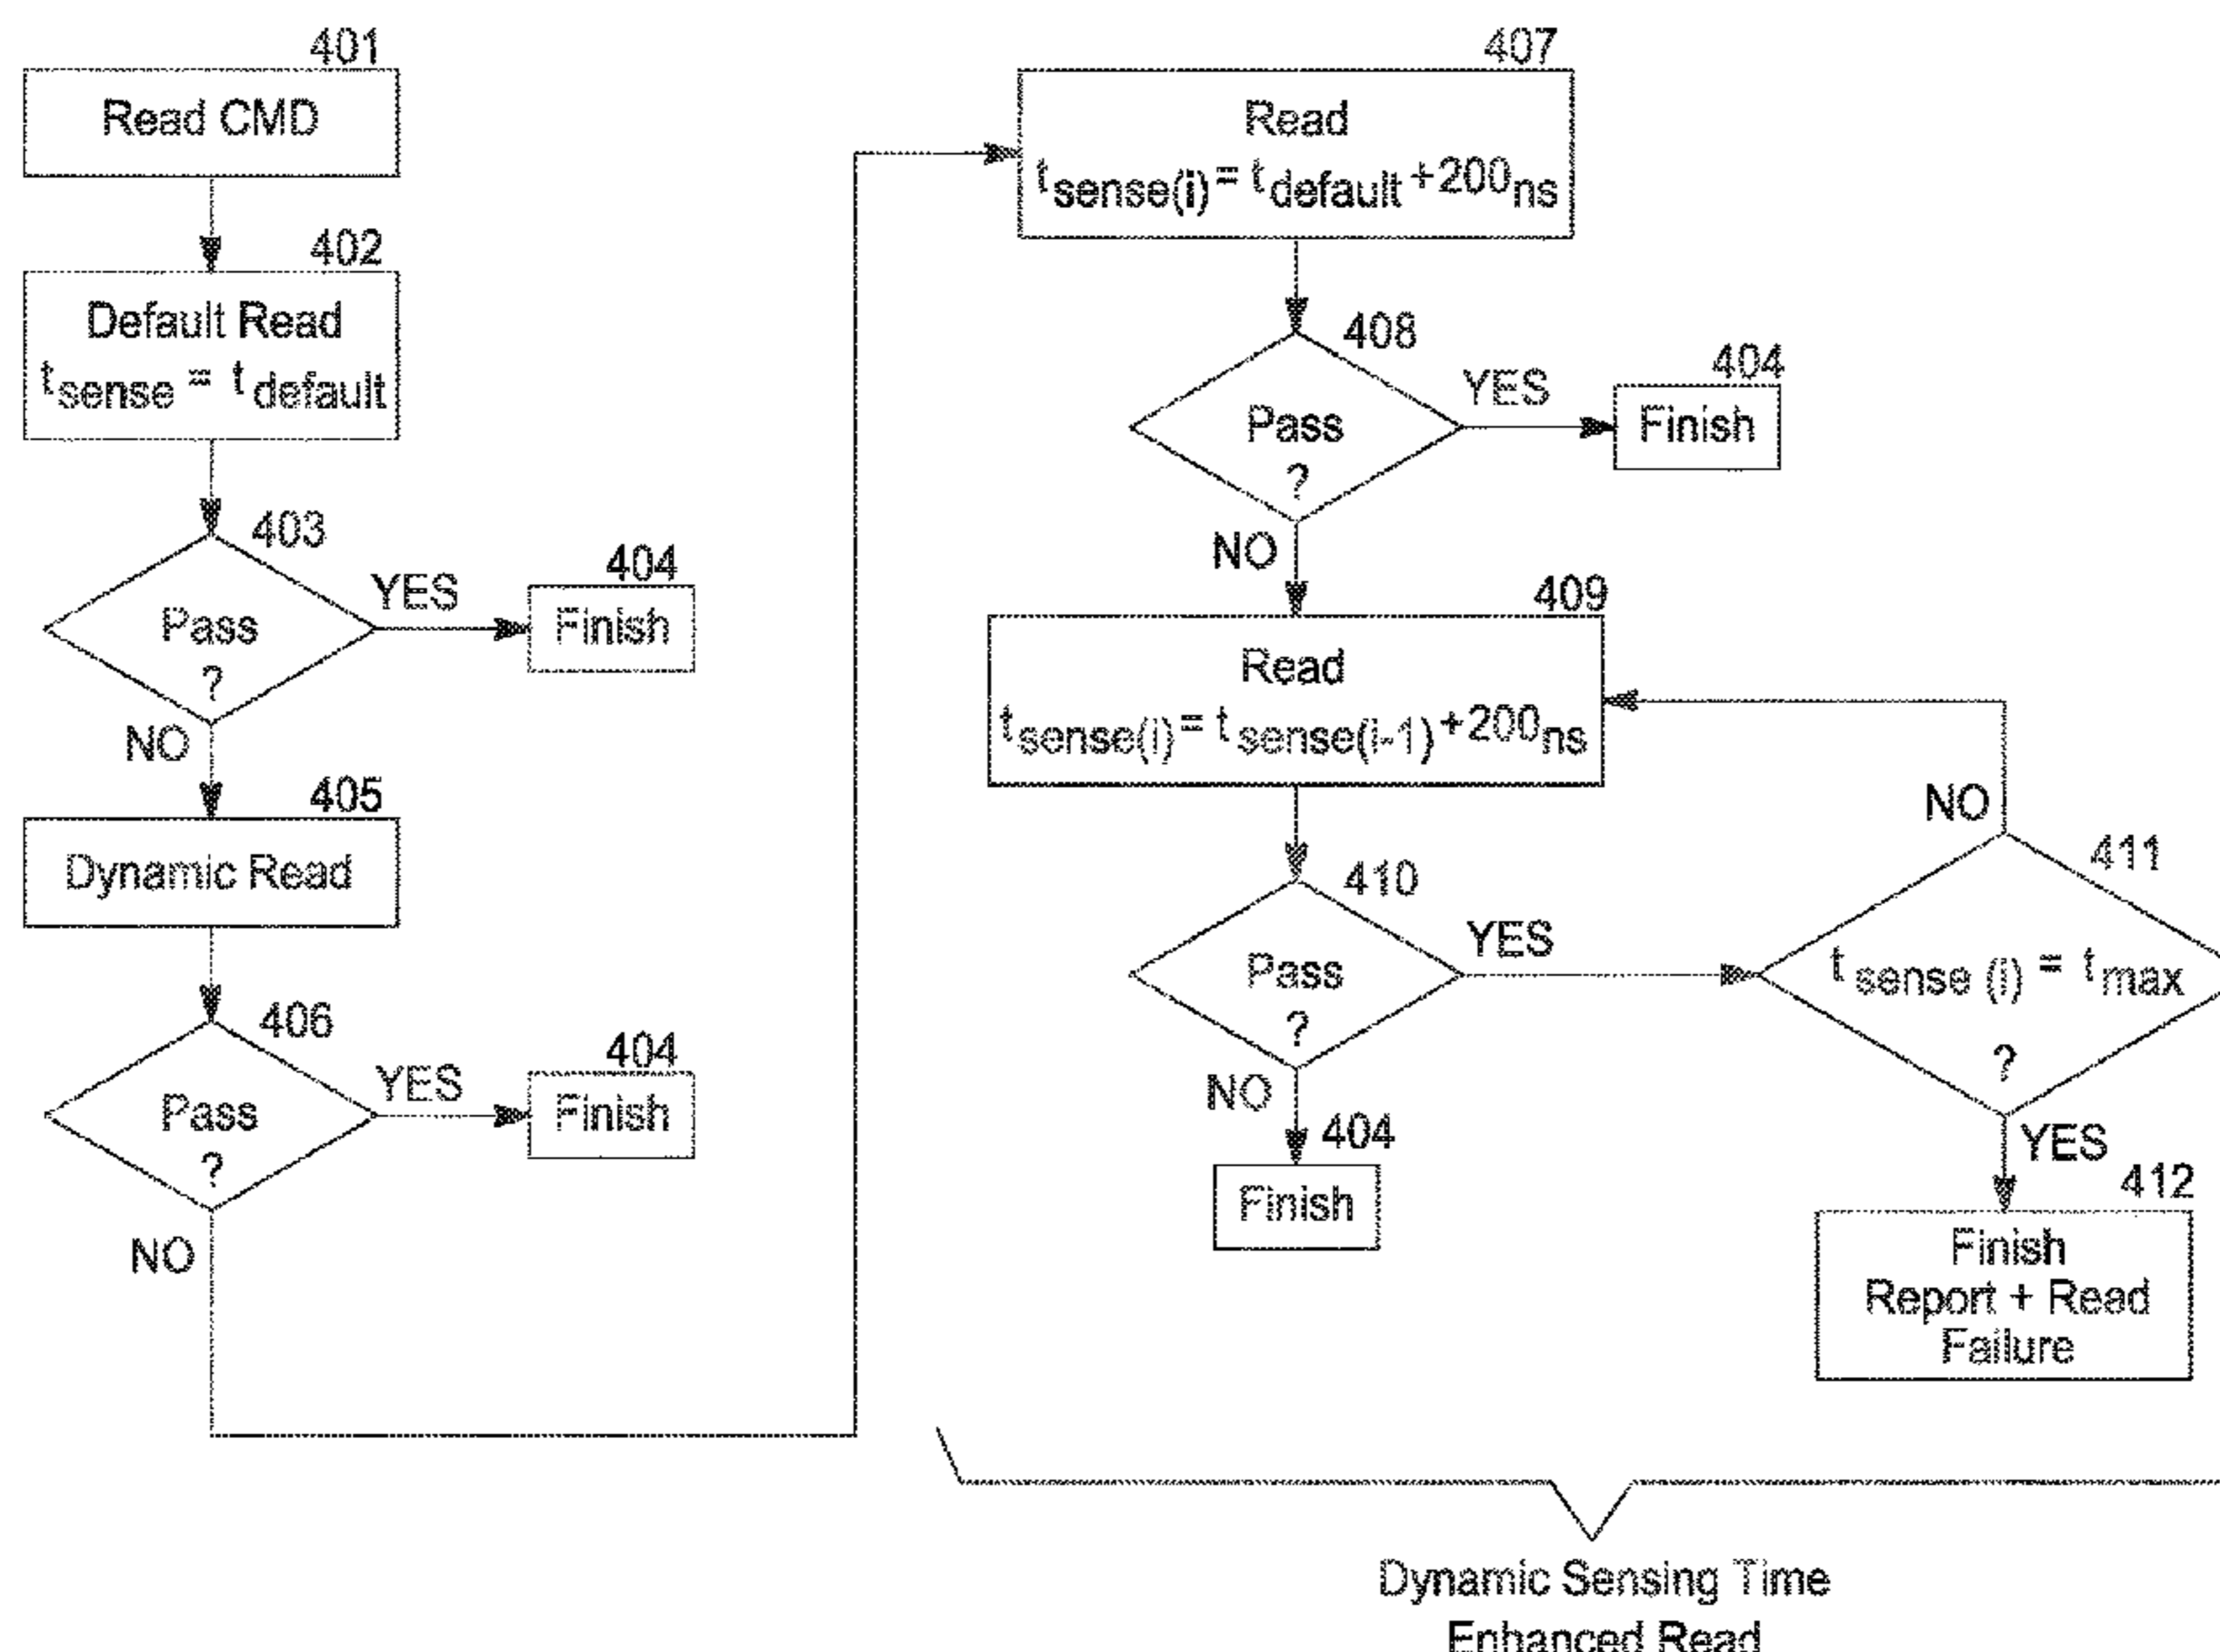 401
Read CMD
402
Default Read
tsense = tdefault
403
Pass
?
YES
404
Finish
NO
405
Dynamic Read
406
Pass
?
YES
404
Finish
NO
407
Read
tsense(i) = tdefault +200ns
408
Pass
?
YES
404
Finish
NO
409
Read
tsense(i) = tsense(i-1) +200ns
410
Pass
?
YES
NO
404
Finish
411
NO
tsense (i) = tmax
?
YES
412
Finish
Report + Read
Failure
Dynamic Sensing Time
Enhanced Read